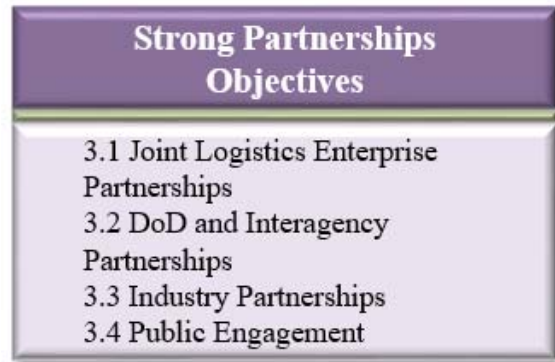 Strong Partnerships
Objectives
3.1 Joint Logistics Enterprise
Partnerships
3.2 DoD and Interagency
Partnerships
3.3 Industry Partnerships
3.4 Public Engagement